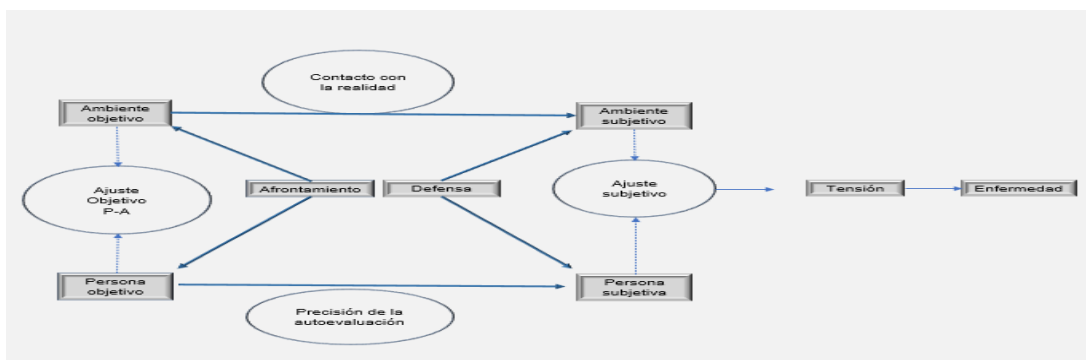 Contacto con
la realidad
Ambiente
objetivo
Ambiente
subjetivo
Ajuste
Objetivo
P-A
Afrontamiento
Defensa
Ajuste
subjetivo
Tensión
Enfermedad
Persona
objetivo
Persona
subjetiva
Precisión de la
autoevaluación